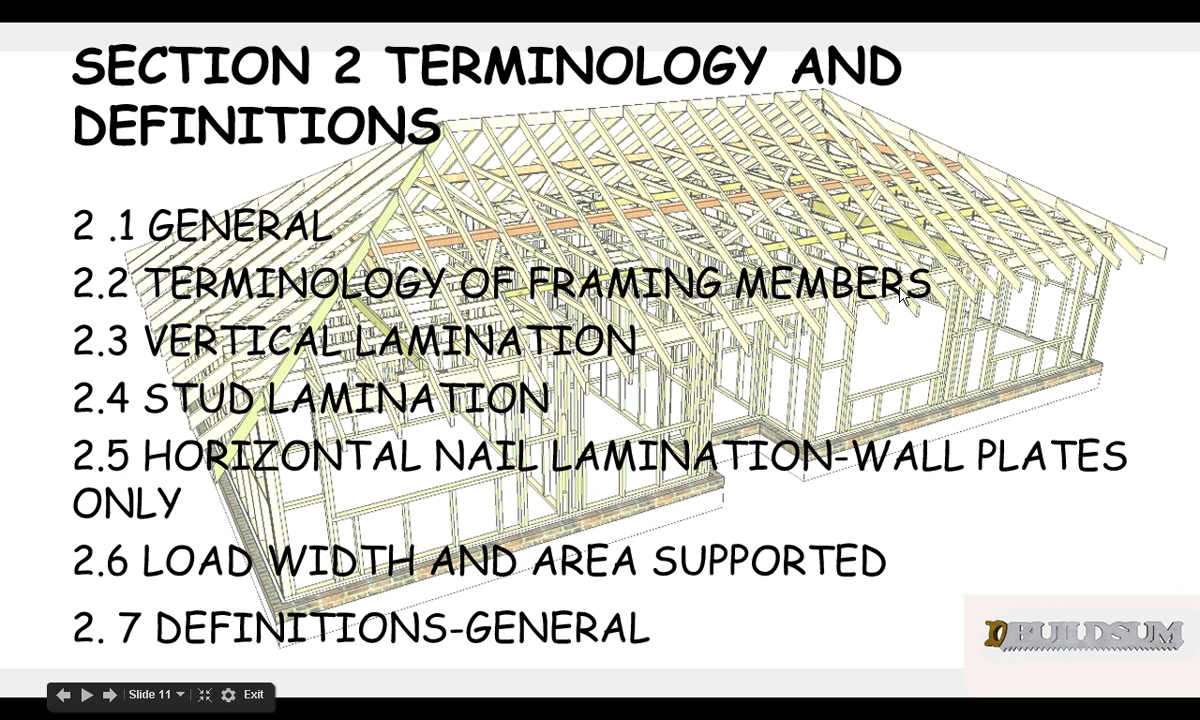 SECTION 2 TERMINOLOGY AND
DEFINITIONS
2 .1 GENERAL
2.2 TERMINOLOGY OF FRAMING MEMBERS
2.3 VERTICAL LAMINATION
2.4 STUD LAMINATION
2.5 HORIZONTAL NAIL LAMINATION-WALL PLATES
ONLY
2.6 LOAD WIDTH AND AREA SUPPORTED
2. 7 DEFINITIONS-GENERAL
BUILDSUM
Slide 11 Exit